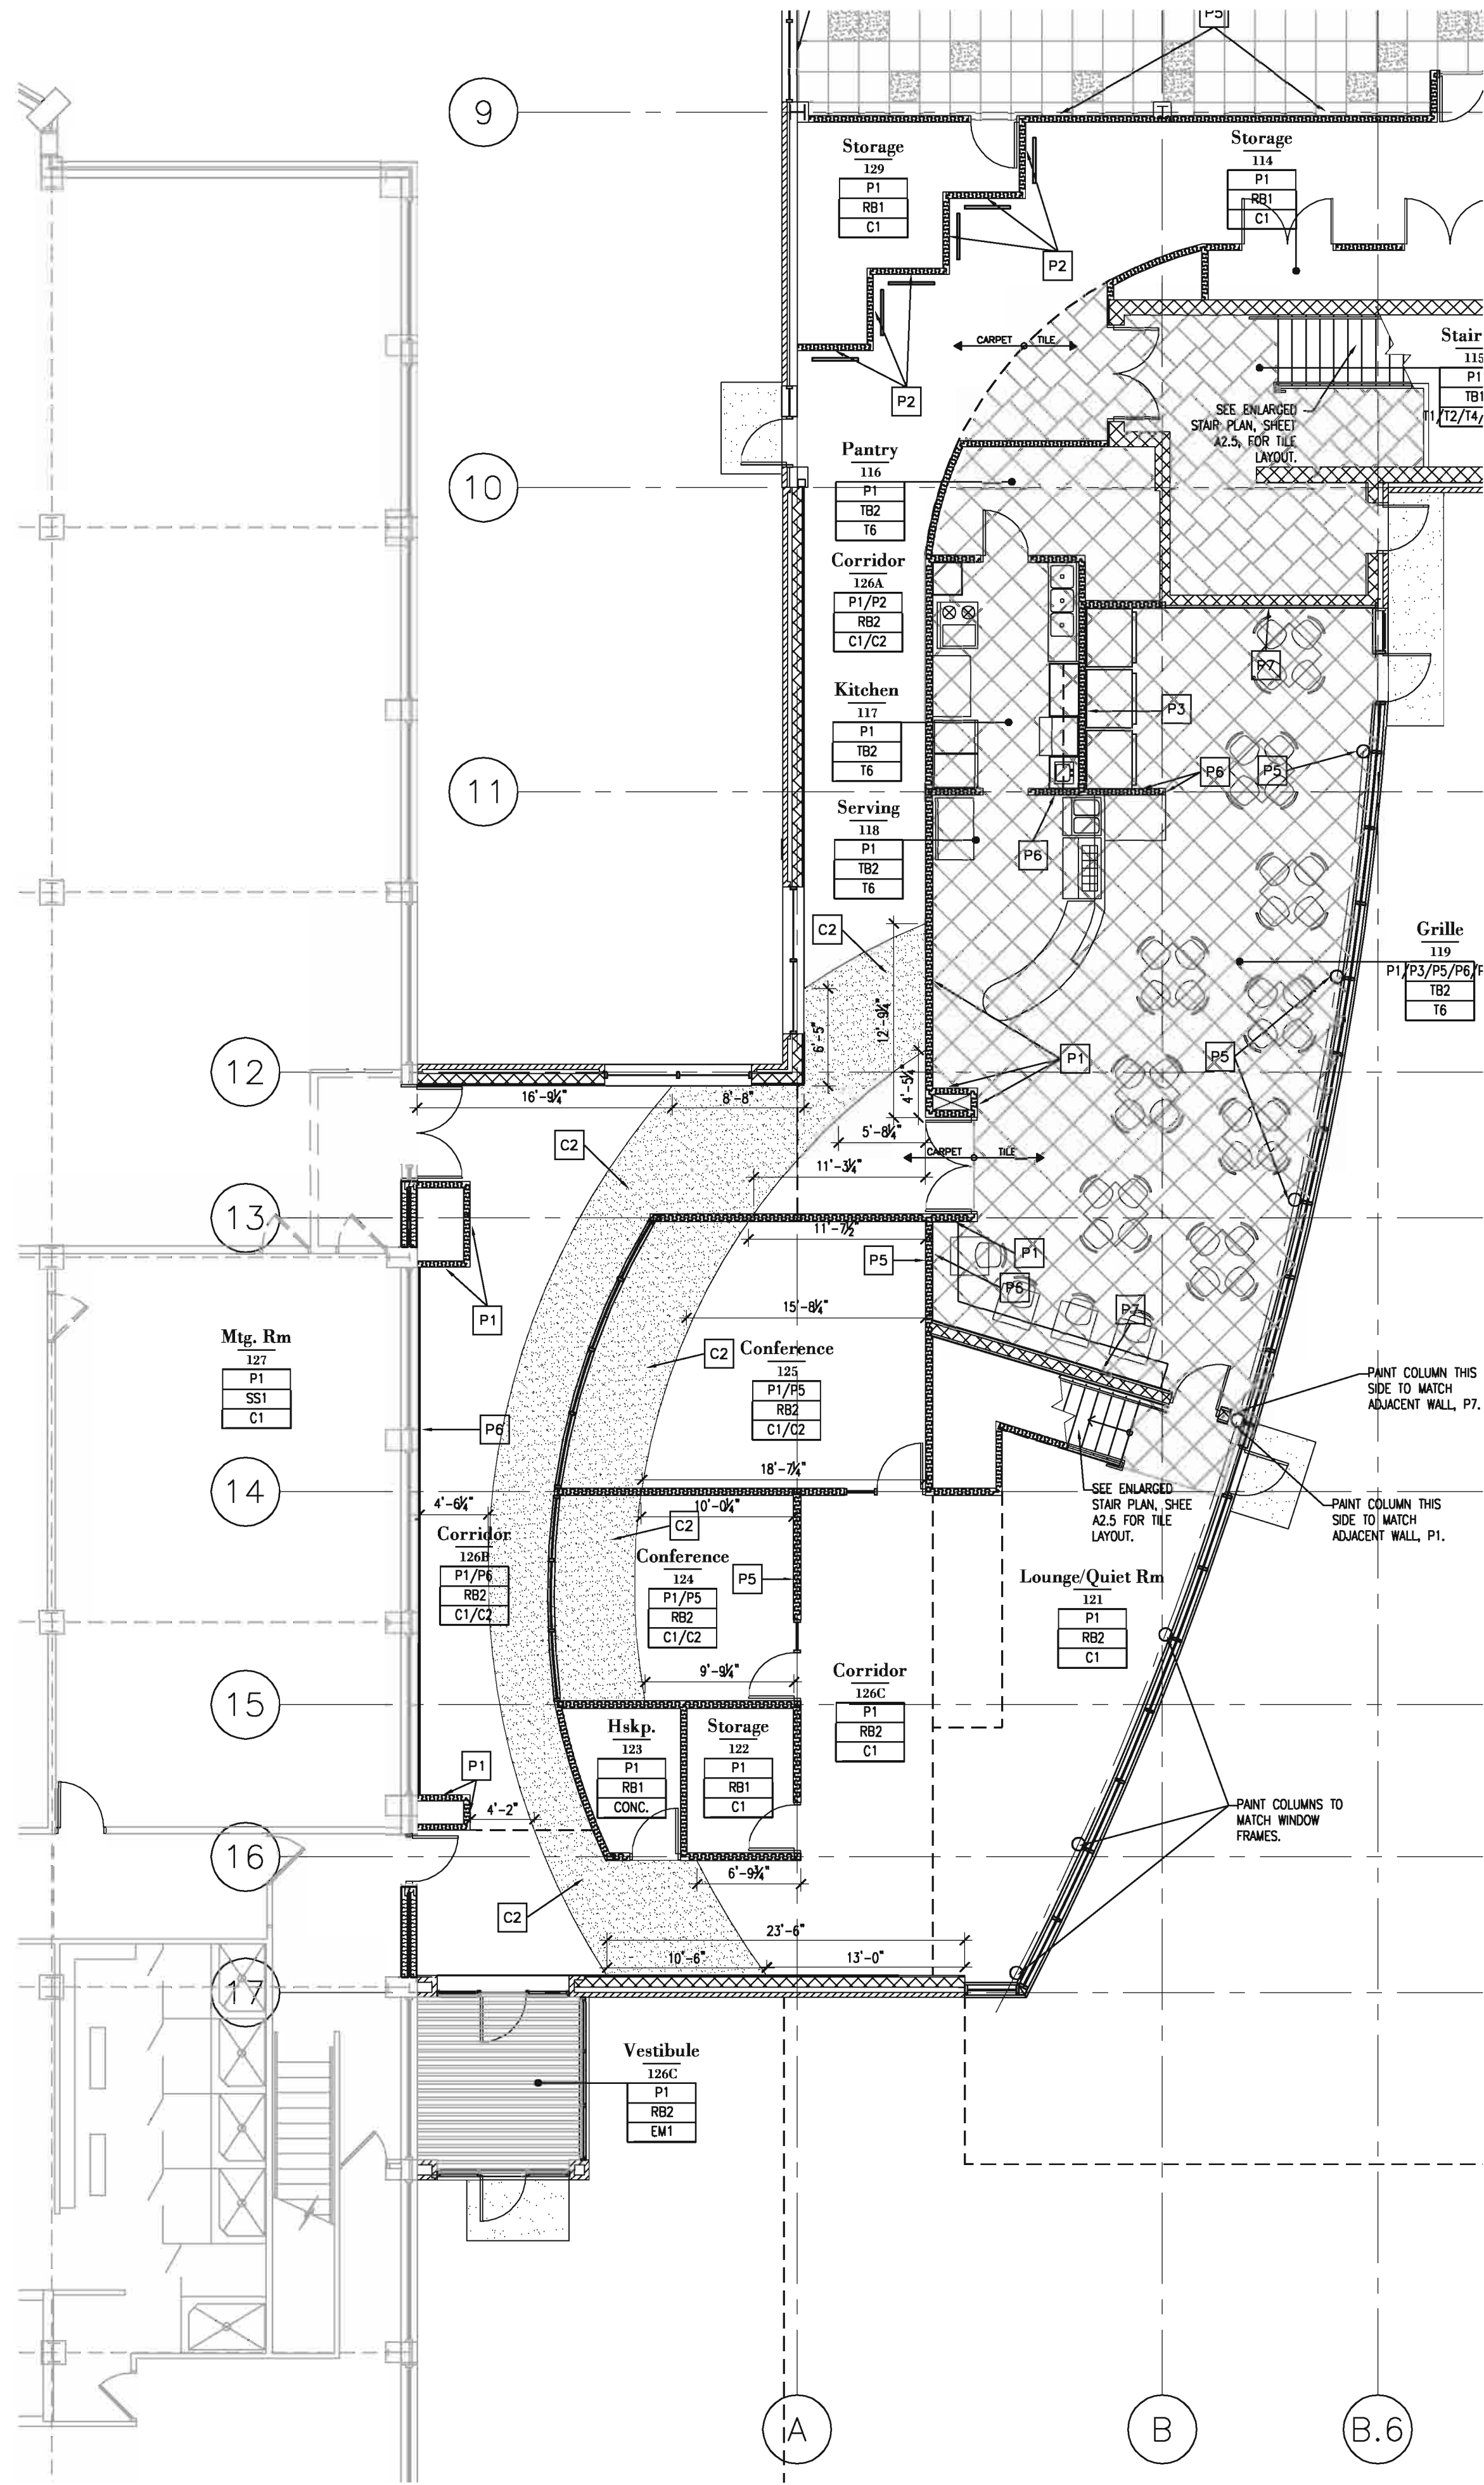 P5
9
Storage
129
P1
RB1
C1
Storage
114
P1
RB1
C1
P2
CARPET
TILE
P2
Stair
P1
SEE ENLARGED
STAIR PLAN, SHEET
A2.5, FOR TILE
LAYOUT.
Pantry
116
P1
TB2
T6
10
Corridor
126A
P1/P2
RB2
C1/C2
P7
Kitchen
117
P1
TB2
T6
P3
P6
P5
11
Serving
118
P1
TB2
T6
P6
C2
Grille
119
P1/P3/P5/P6/
TB2
T6
12'-9¼"
6'-5"
P1
P5
12
4'-5¼"
16'-9¼"
8'-8"
5'-8¼"
C2
CARPET
TILE
11'-3¼"
13
11'-7½"
P5
P1
P6
P1
15'-8¼"
P7
Mtg. Rm
127
P1
SS1
C1
C2
Conference
125
P1/P5
RB2
C1/C2
PAINT COLUMN THIS
SIDE TO MATCH
ADJACENT WALL, P7.
P6
18'-7¼"
14
4'-6¼"
10'-0¼"
SEE ENLARGED
STAIR PLAN, SHEE
A2.5 FOR TILE
LAYOUT.
PAINT COLUMN THIS
SIDE TO MATCH
ADJACENT WALL, P1.
C2
Corridor
126B
P1/P6
RB2
C1/C2
Conference
124
P1/P5
RB2
C1/C2
P5
Lounge/Quiet Rm
121
P1
RB2
C1
9'-9¼"
Corridor
126C
P1
RB2
C1
15
Hskp.
123
P1
RB1
CONC.
Storage
122
P1
RB1
C1
P1
4'-2"
PAINT COLUMNS TO
MATCH WINDOW
FRAMES.
16
6'-9¾"
C2
23'-6"
10'-6"
13'-0"
17
Vestibule
126C
P1
RB2
EM1
A
B
B.6